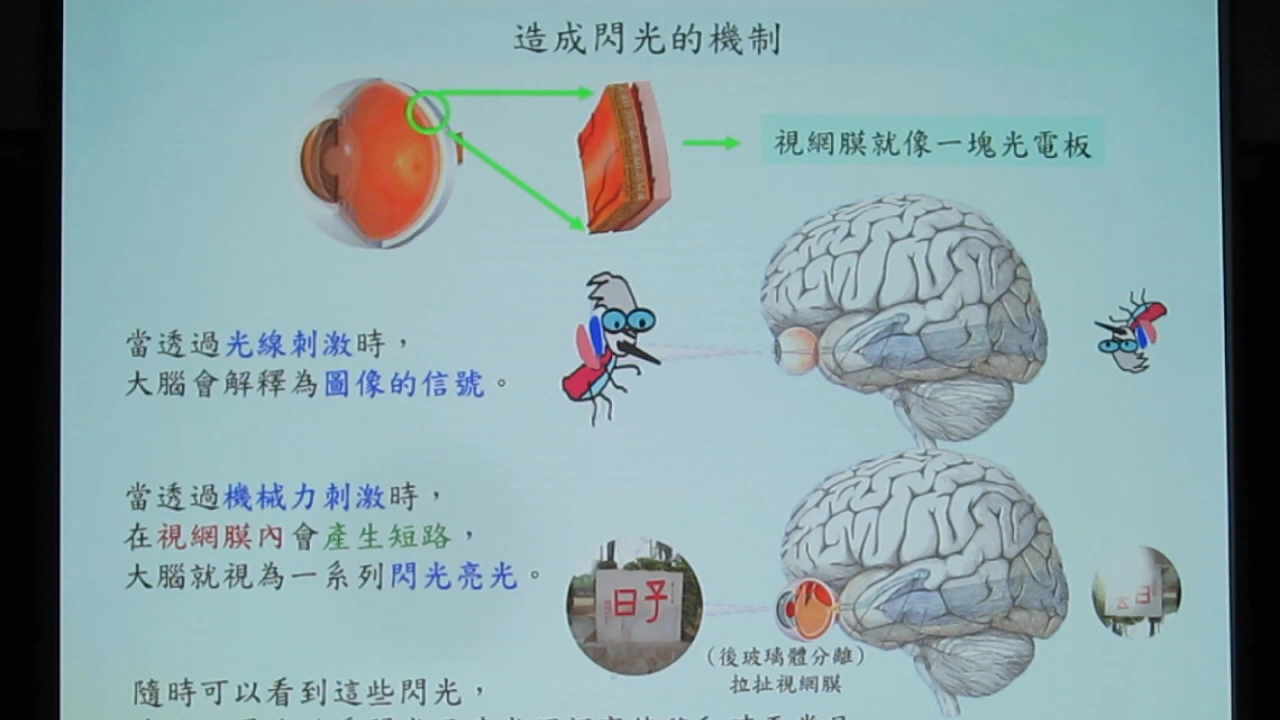 造成閃光的機制
視網膜就像一塊光電板
當透過光線刺激時，
大腦會解釋為圖像的信號。
當透過機械力刺激時，
在視網膜內會產生短路，
大腦就視為一系列閃光亮光。
日予
（後玻璃體分離）
拉扯視網膜
隨時可以看到這些閃光，